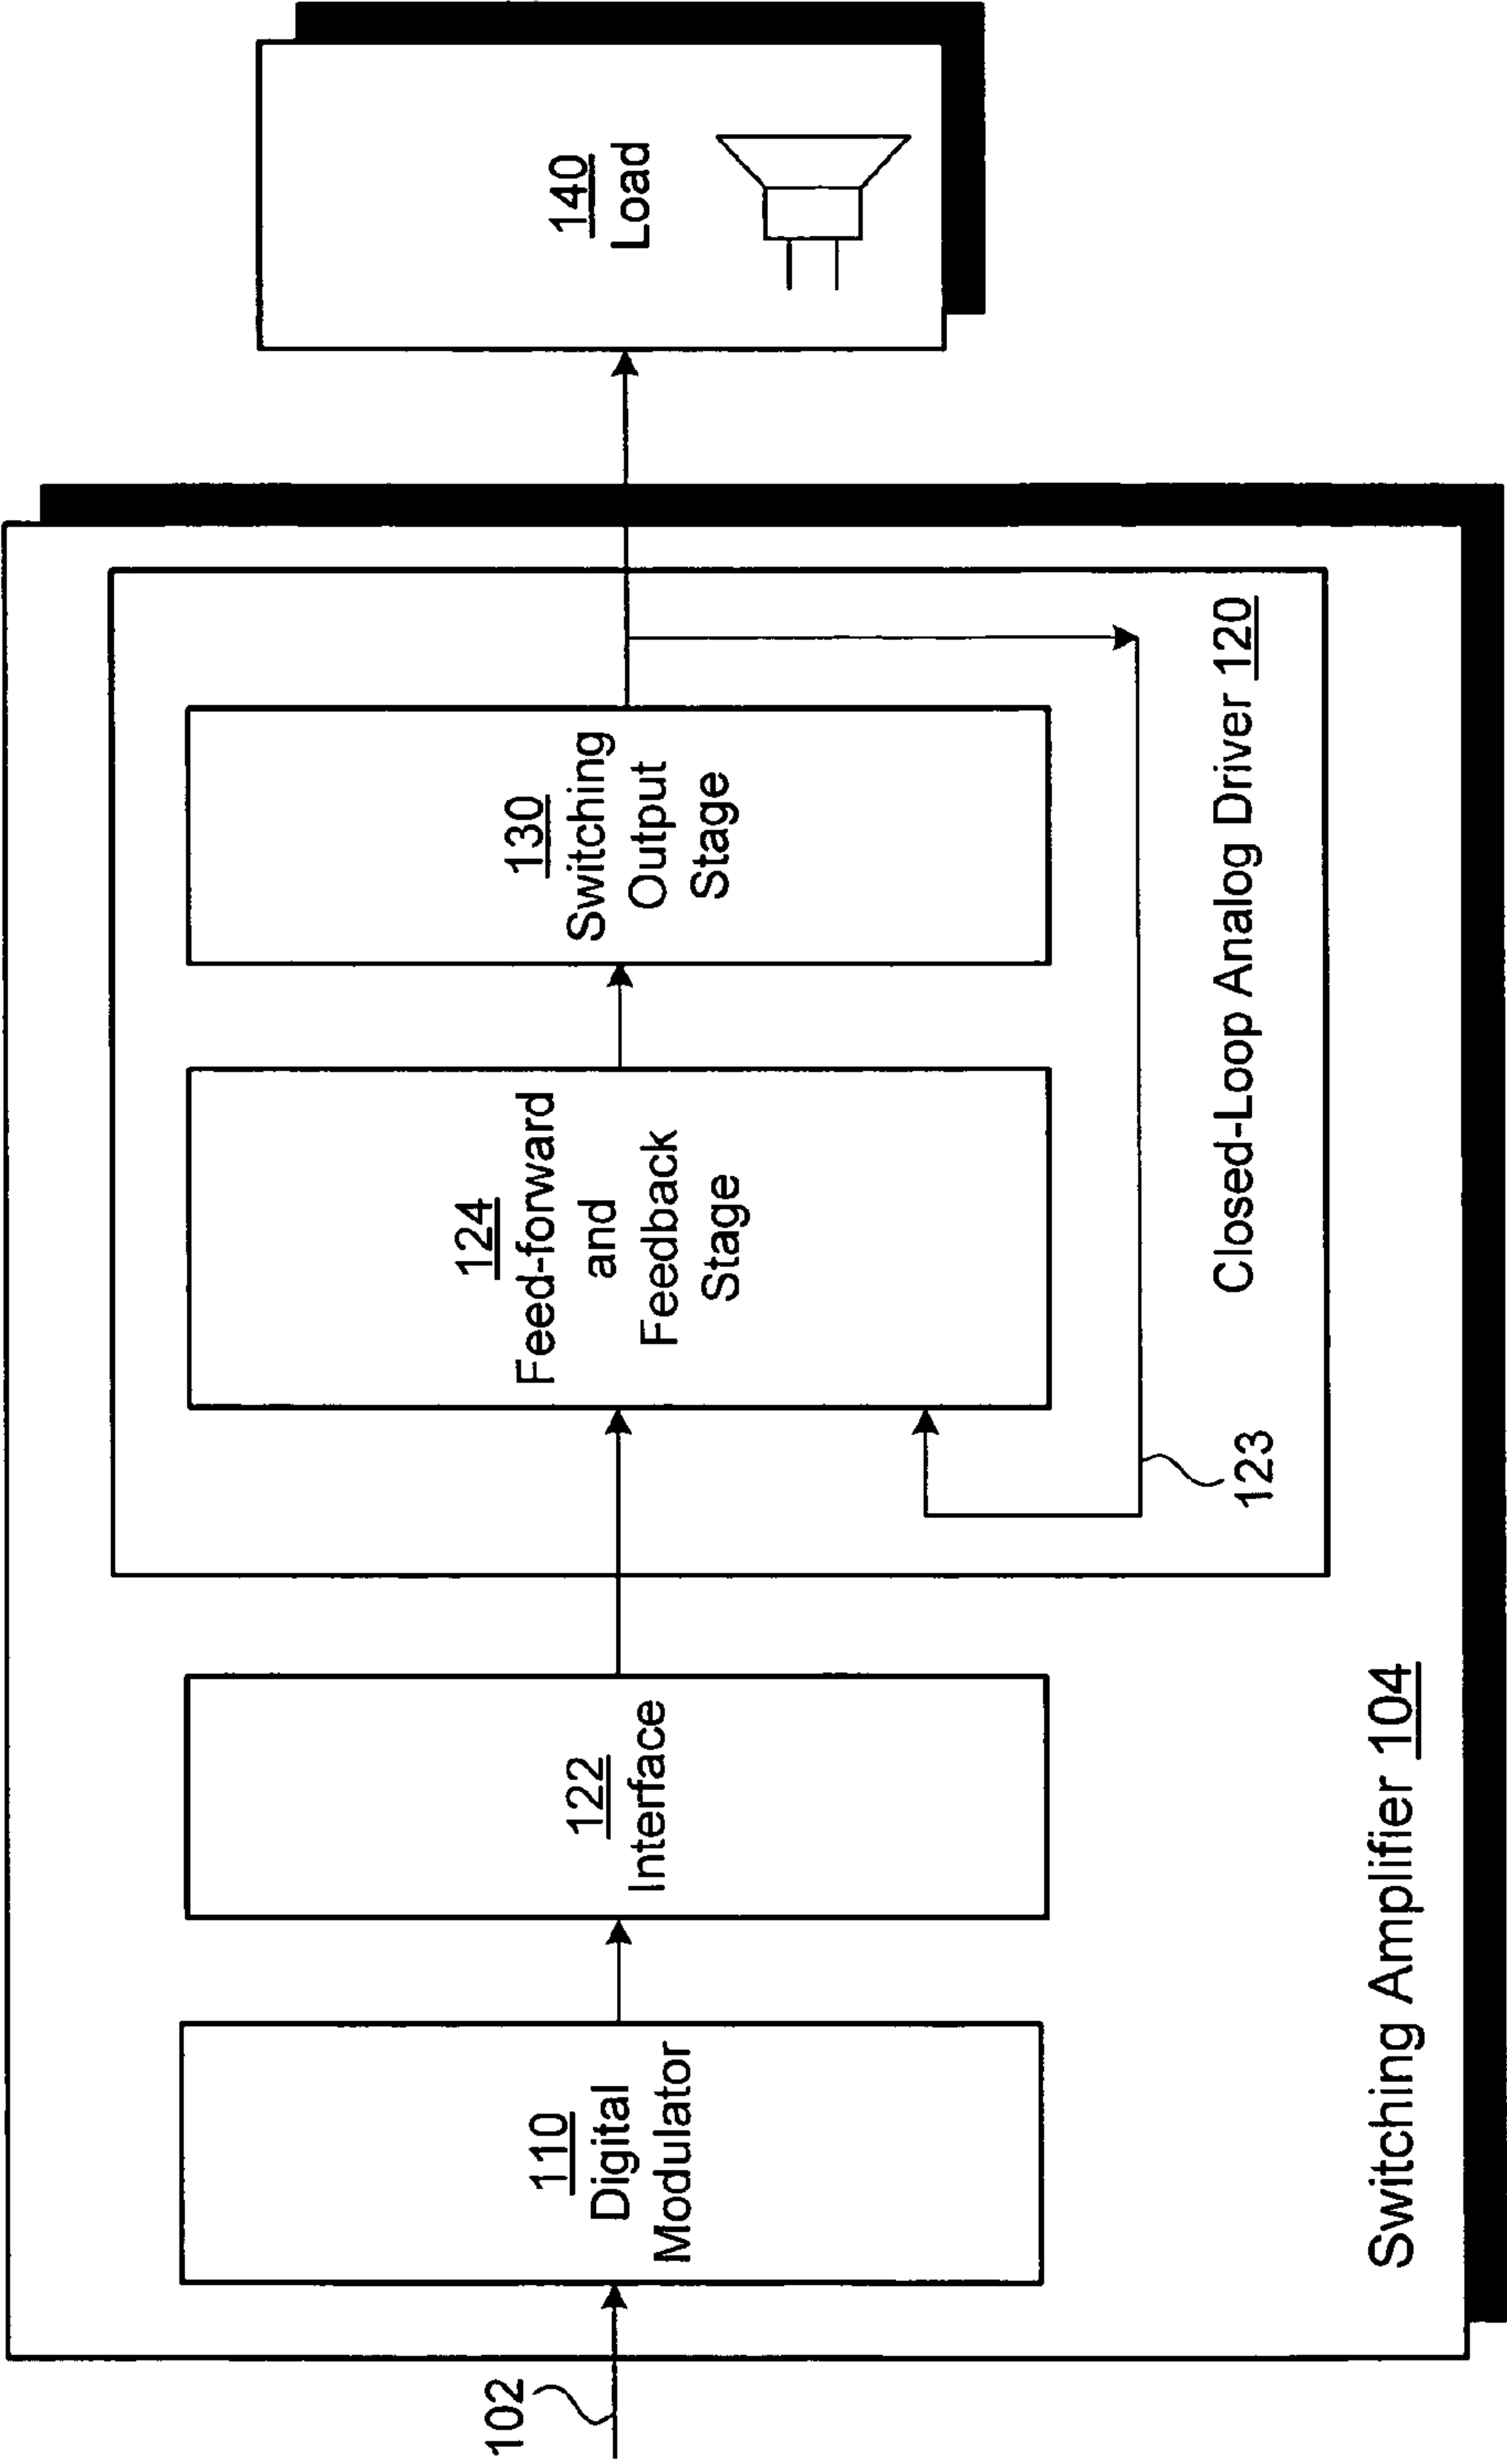 102
110
Digital
Modulator
122
Interface
124
Feed-forward
and
Feedback
Stage
130
Switching
Output
Stage
123
Closed-Loop Analog Driver 120
Switching Amplifier 104
140
Load